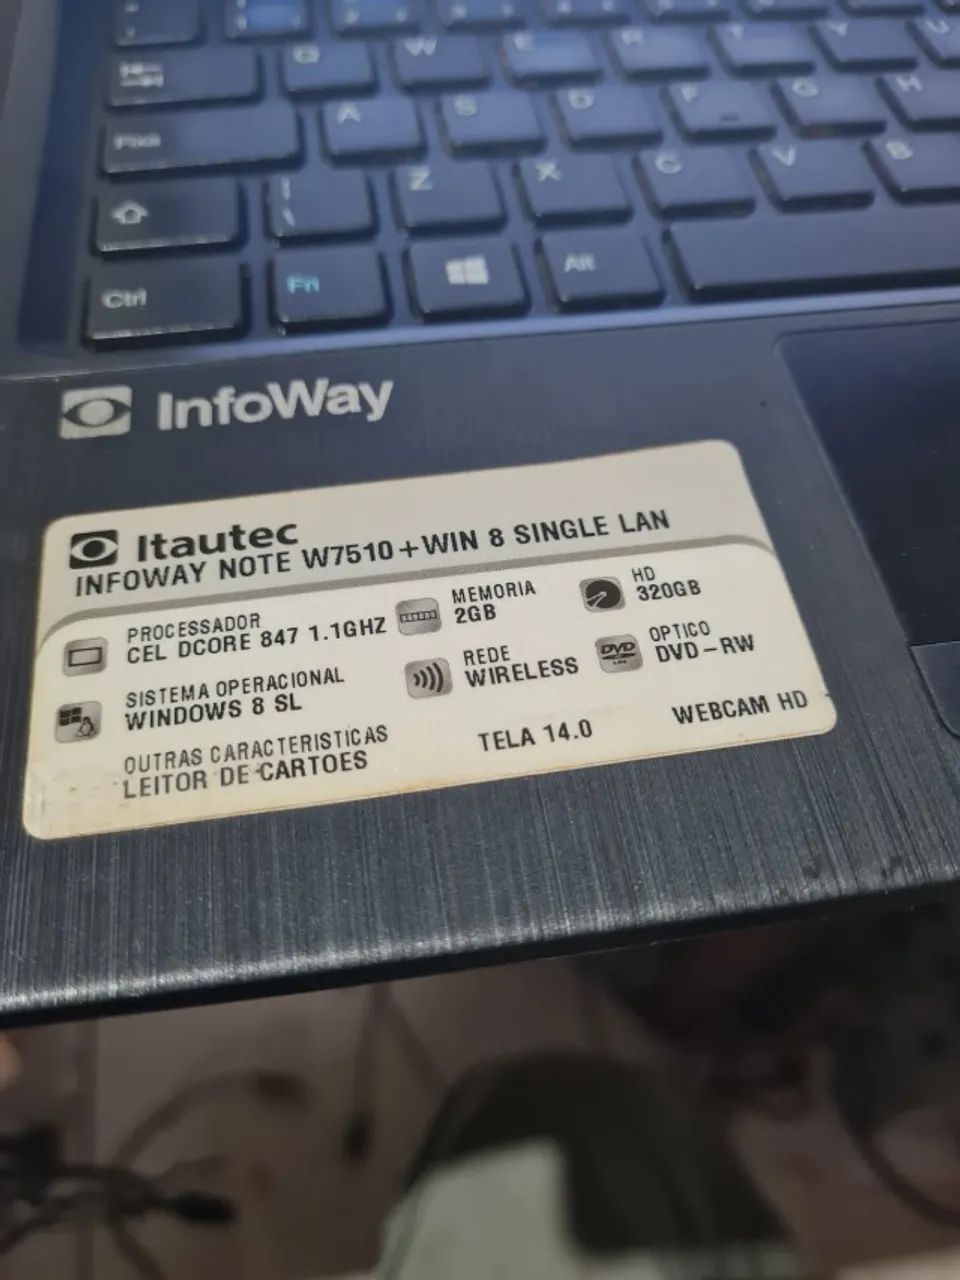 Q W E R T Y U
Fixa A S D F G H
| \ Z X C V B
Ctrl Fn Alt
InfoWay
Itautec
INFOWAY NOTE W7510+WIN 8 SINGLE LAN
PROCESSADOR
CEL DCORE 847 1.1GHZ
MEMORIA
2GB
HD
320GB
SISTEMA OPERACIONAL
WINDOWS 8 SL
REDE
WIRELESS
OPTICO
DVD-RW
OUTRAS CARACTERISTICAS
LEITOR DE CARTOES
TELA 14.0
WEBCAM HD